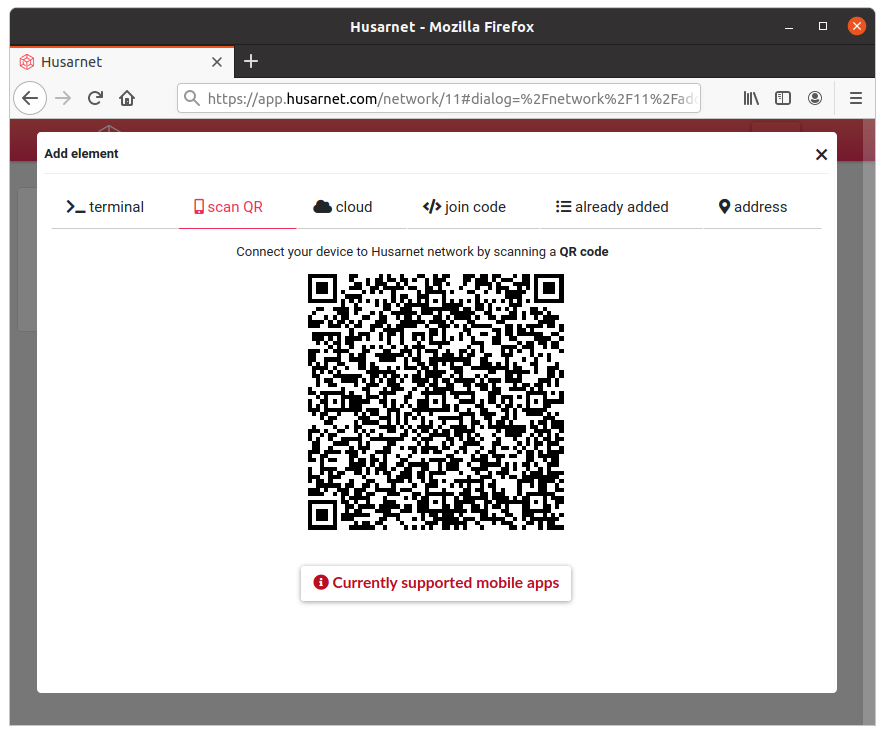 Husarnet - Mozilla Firefox
Husarnet
https://app.husarnet.com/network/11#dialog=%2Fnetwork%2F11%2Fad
Add element
terminal scan QR cloud join code already added address
Connect your device to Husarnet network by scanning a QR code
Currently supported mobile apps